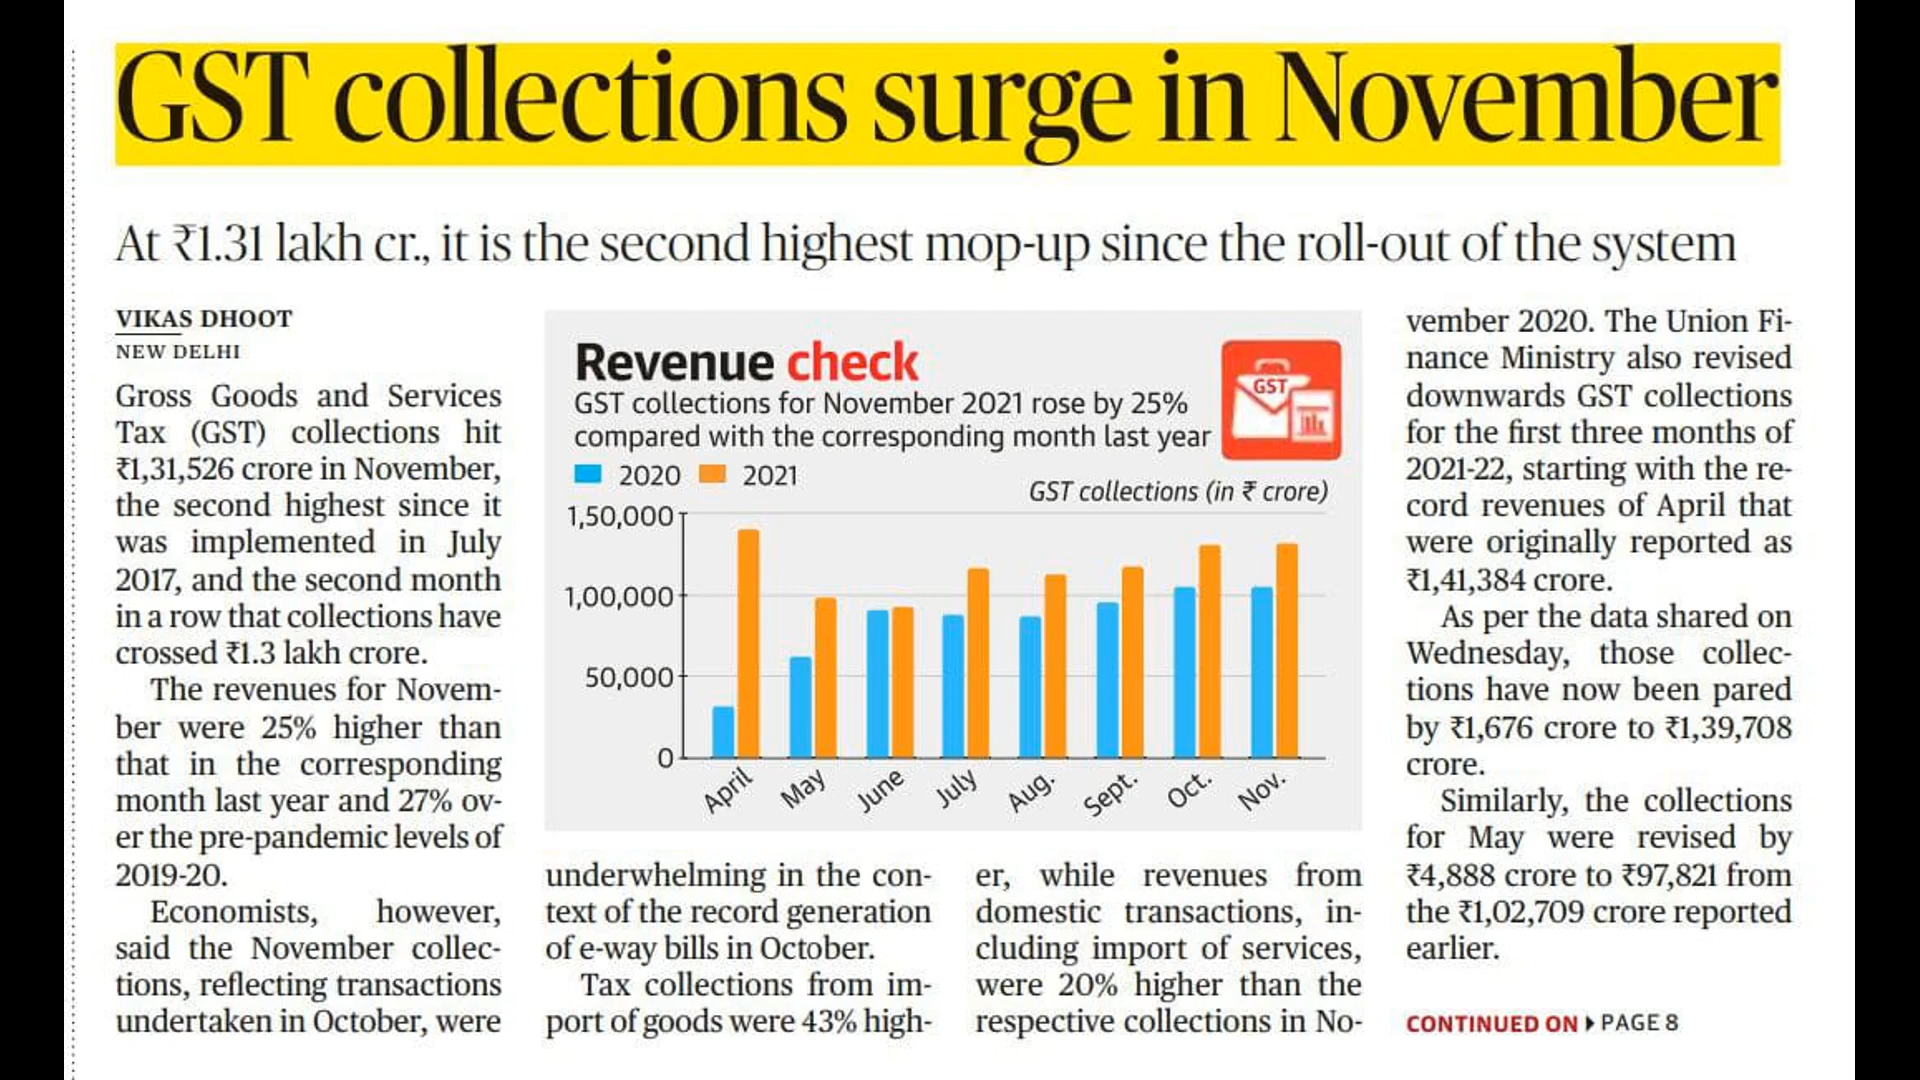 GST collections surge in November
At ₹1.31 lakh cr., it is the second highest mop-up since the roll-out of the system
VIKAS DHOOT
NEW DELHI
Gross Goods and Services
Tax (GST) collections hit
₹1,31,526 crore in November,
the second highest since it
was implemented in July
2017, and the second month
in a row that collections have
crossed ₹1.3 lakh crore.
The revenues for Novem-
ber were 25% higher than
that in the corresponding
month last year and 27% ov-
er the pre-pandemic levels of
2019-20.
Economists, however,
said the November collec-
tions, reflecting transactions
undertaken in October, were
Revenue check
GST collections for November 2021 rose by 25%
compared with the corresponding month last year
GST
2020 2021
GST collections (in ₹ crore)
1,50,000
1,00,000
50,000
0
April May June July Aug. Sept. Oct. Nov.
underwhelming in the con-
text of the record generation
of e-way bills in October.
Tax collections from im-
port of goods were 43% high-
er, while revenues from
domestic transactions, in-
cluding import of services,
were 20% higher than the
respective collections in No-
vember 2020. The Union Fi-
nance Ministry also revised
downwards GST collections
for the first three months of
2021-22, starting with the re-
cord revenues of April that
were originally reported as
₹1,41,384 crore.
As per the data shared on
Wednesday, those collec-
tions have now been pared
by ₹1,676 crore to ₹1,39,708
crore.
Similarly, the collections
for May were revised by
₹4,888 crore to ₹97,821 from
the ₹1,02,709 crore reported
earlier.
CONTINUED ON PAGE 8